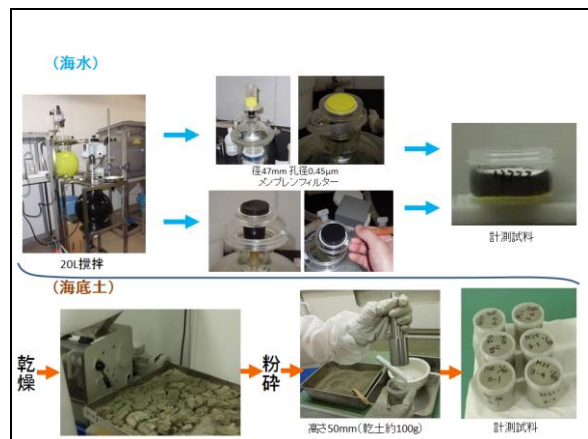 (海水)
径47mm 孔径0.45μm
メンブレンフィルター
20L撹拌
計測試料
(海底土)
乾燥
粉砕
高さ50mm(乾土約100g)
計測試料